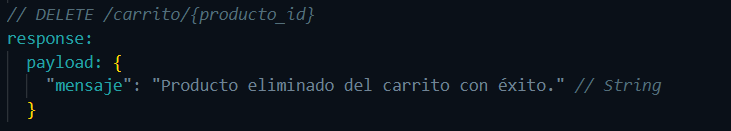 // DELETE /carrito/{producto_id}
response:
  payload: {
    "mensaje": "Producto eliminado del carrito con éxito." // String
  }